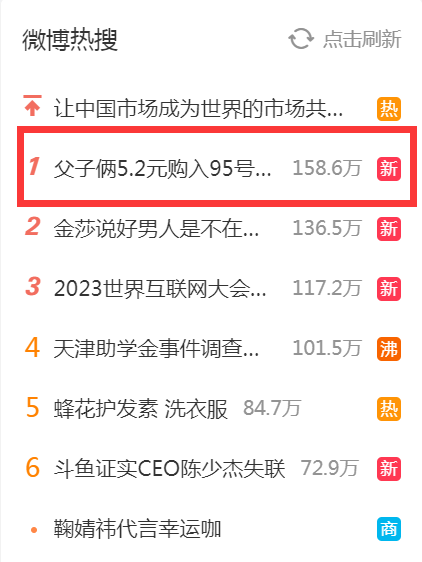 微博热搜 点击刷新
让中国市场成为世界的市场共... 热
1 父子俩5.2元购入95号... 158.6万 新
2 金莎说好男人是不在... 136.5万 新
3 2023世界互联网大会... 117.2万 新
4 天津助学金事件调查... 101.5万 沸
5 蜂花护发素 洗衣服 84.7万 热
6 斗鱼证实CEO陈少杰失联 72.9万 新
• 鞠婧祎代言幸运咖 商